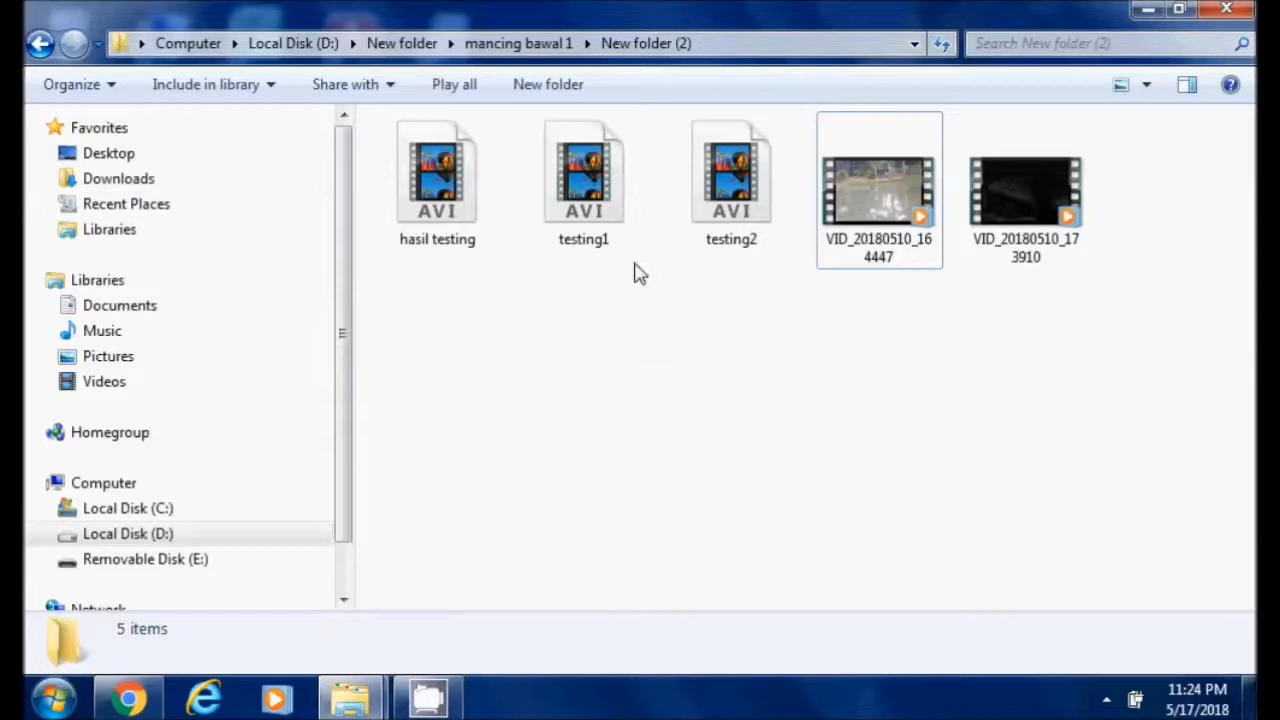 Computer Local Disk (D:) New folder mancing bawal 1 New folder (2)
Search New folder (2)
Organize Include in library Share with Play all New folder
Favorites
Desktop
Downloads
Recent Places
Libraries
Libraries
Documents
Music
Pictures
Videos
Homegroup
Computer
Local Disk (C:)
Local Disk (D:)
Removable Disk (E:)
Network
AVI
hasil testing
AVI
testing1
AVI
testing2
VID_20180510_16
4447
VID_20180510_17
3910
5 items
11:24 PM
5/17/2018